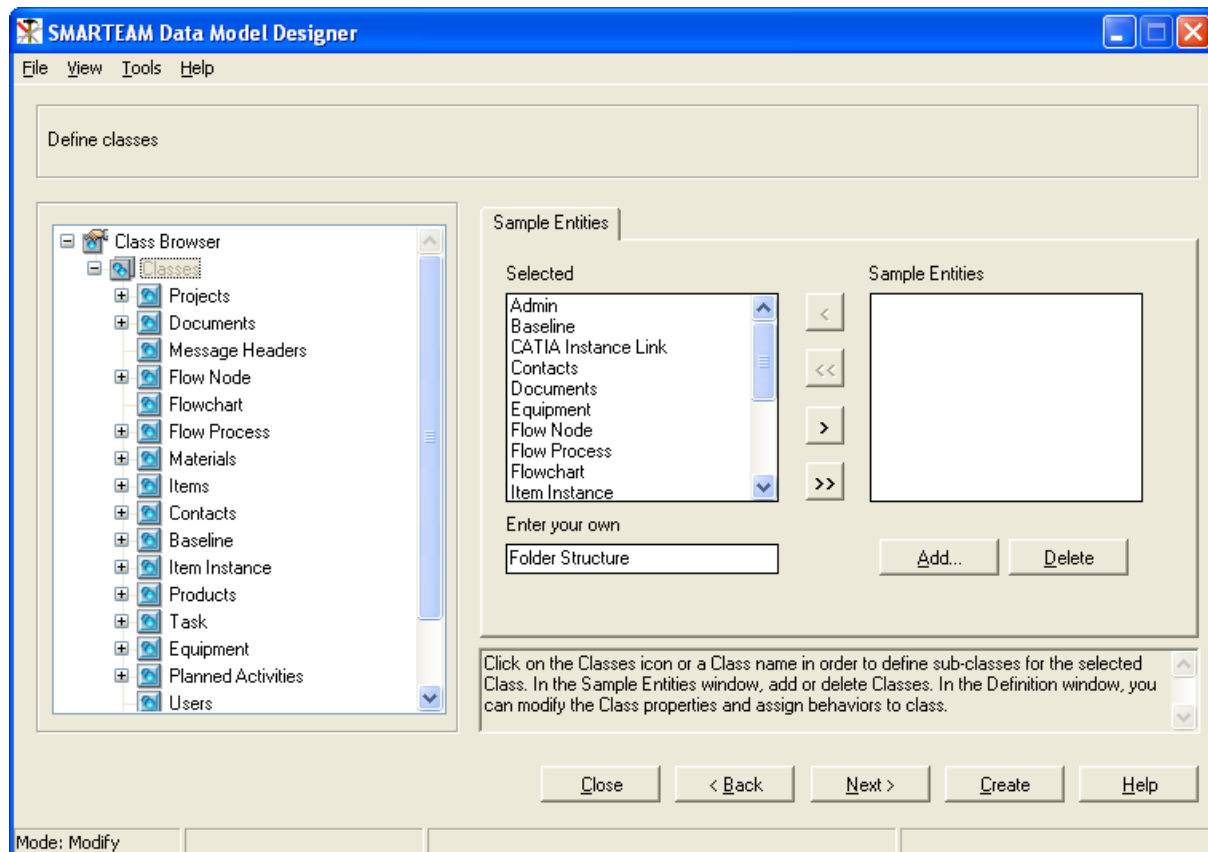 SMARTEAM Data Model Designer
File View Tools Help
Define classes
Class Browser
Classes
Projects
Documents
Message Headers
Flow Node
Flowchart
Flow Process
Materials
Items
Contacts
Baseline
Item Instance
Products
Task
Equipment
Planned Activities
Users
Sample Entities
Selected
Admin
Baseline
CATIA Instance Link
Contacts
Documents
Equipment
Flow Node
Flow Process
Flowchart
Item Instance
<
<<
>
>>
Sample Entities
Enter your own
Folder Structure
Add... Delete
Click on the Classes icon or a Class name in order to define sub-classes for the selected
Class. In the Sample Entities window, add or delete Classes. In the Definition window, you
can modify the Class properties and assign behaviors to class.
Close < Back Next > Create Help
Mode: Modify